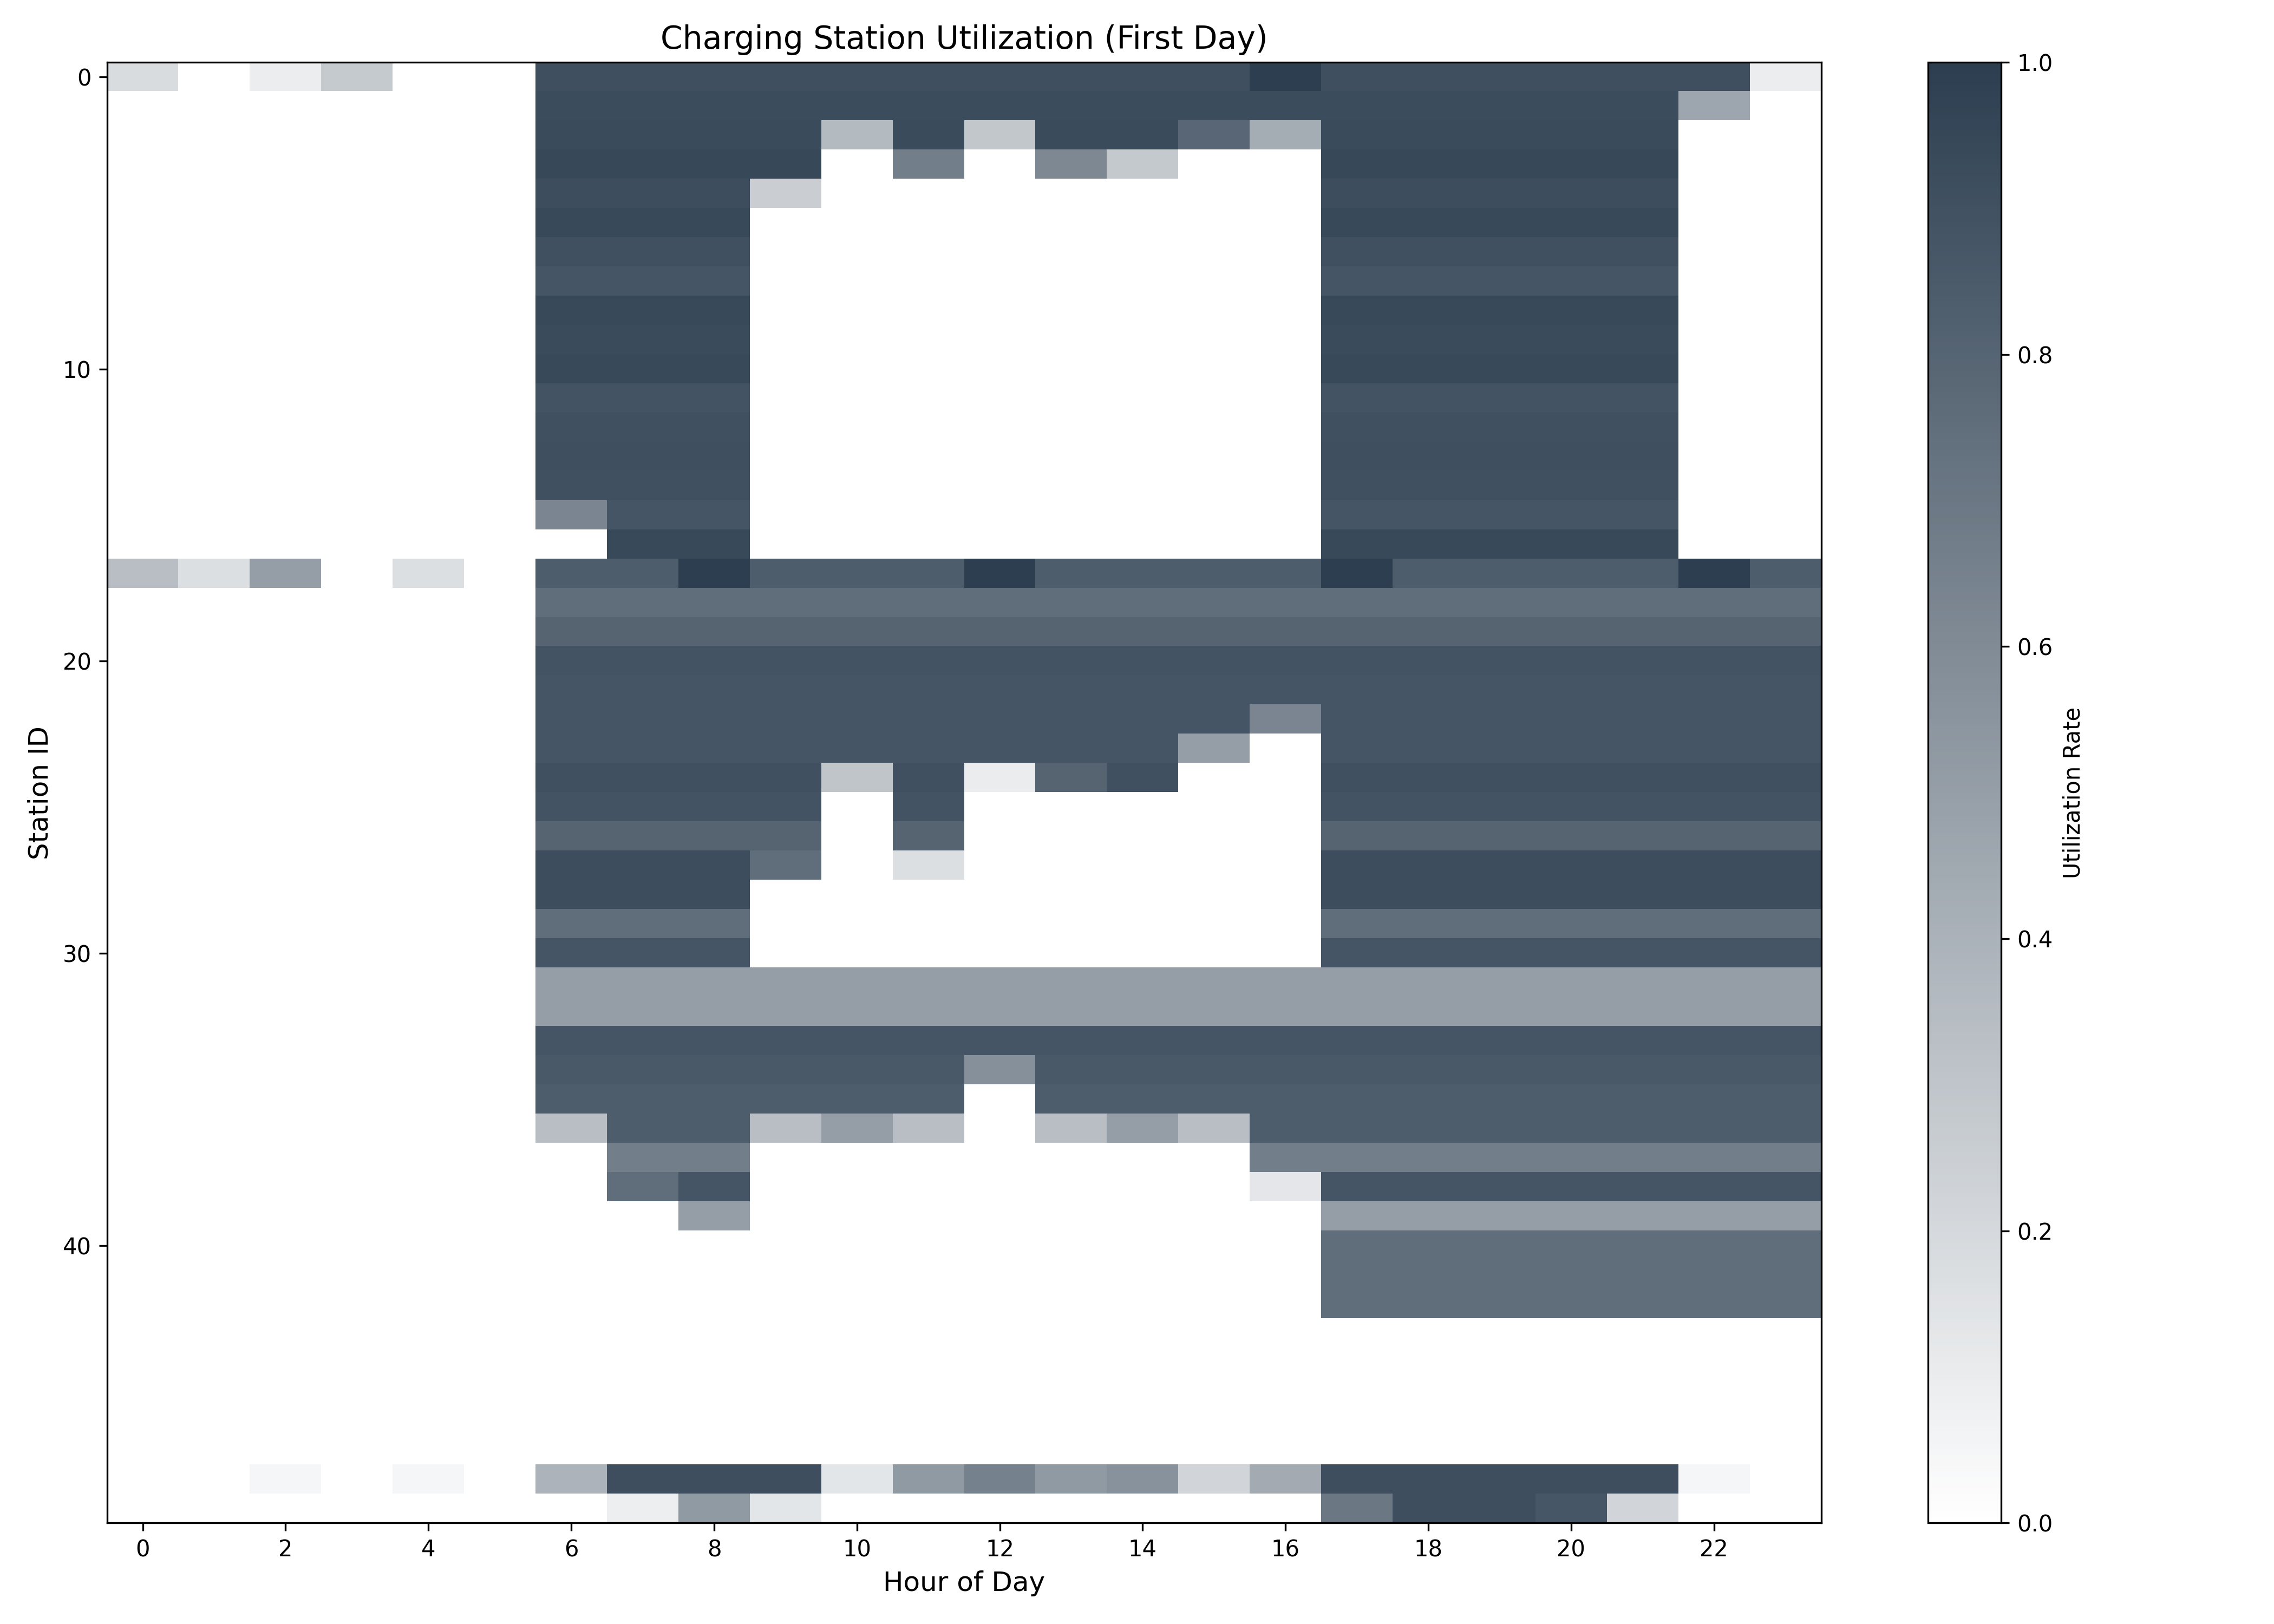 Charging Station Utilization (First Day)
Station ID
0
10
20
30
40
0 2 4 6 8 10 12 14 16 18 20 22
Hour of Day
1.0
0.8
0.6
0.4
0.2
0.0
Utilization Rate